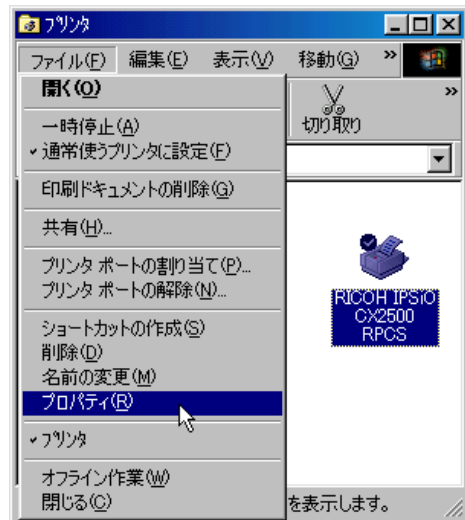 プリンタ
ファイル(F) 編集(E) 表示(V) 移動(G) »
切り取り »
開く(O)
一時停止(A)
通常使うプリンタに設定(F)
印刷ドキュメントの削除(G)
共有(H)...
プリンタ ポートの割り当て(P)...
プリンタ ポートの解除(N)...
ショートカットの作成(S)
削除(D)
名前の変更(M)
プロパティ(R)
プリンタ
オフライン作業(W)
閉じる(C)
RICOH IPSiO
CX2500
RPCS
を表示します。